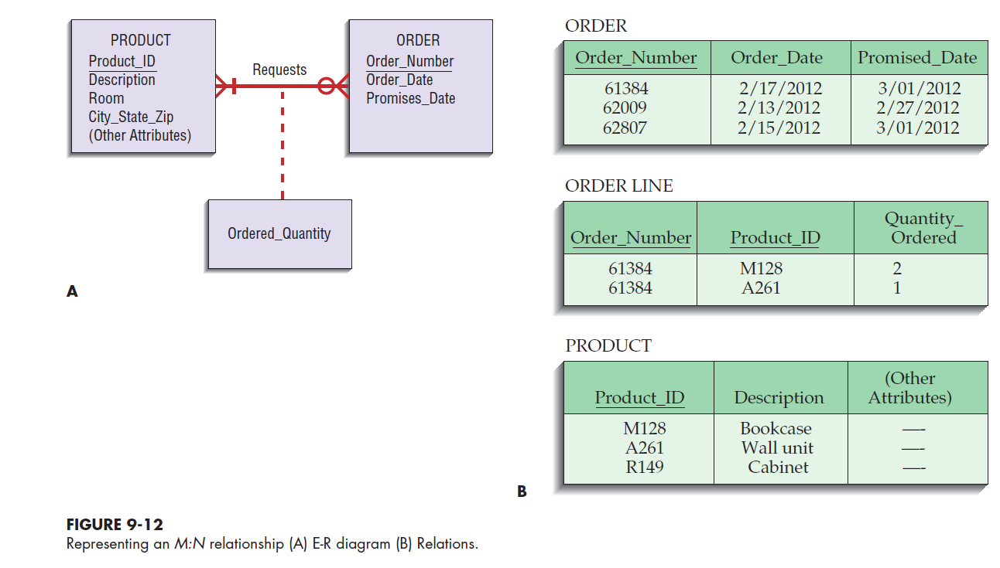 PRODUCT
Product_ID
Description
Room
City_State_Zip
(Other Attributes)
Requests
ORDER
Order_Number
Order_Date
Promises_Date
Ordered_Quantity
A
ORDER
Order_Number Order_Date Promised_Date
61384 2/17/2012 3/01/2012
62009 2/13/2012 2/27/2012
62807 2/15/2012 3/01/2012
ORDER LINE
Order_Number Product_ID Quantity_
Ordered
61384 M128 2
61384 A261 1
PRODUCT
Product_ID Description (Other
Attributes)
M128 Bookcase —-
A261 Wall unit —-
R149 Cabinet —-
B
FIGURE 9-12
Representing an M:N relationship (A) E-R diagram (B) Relations.